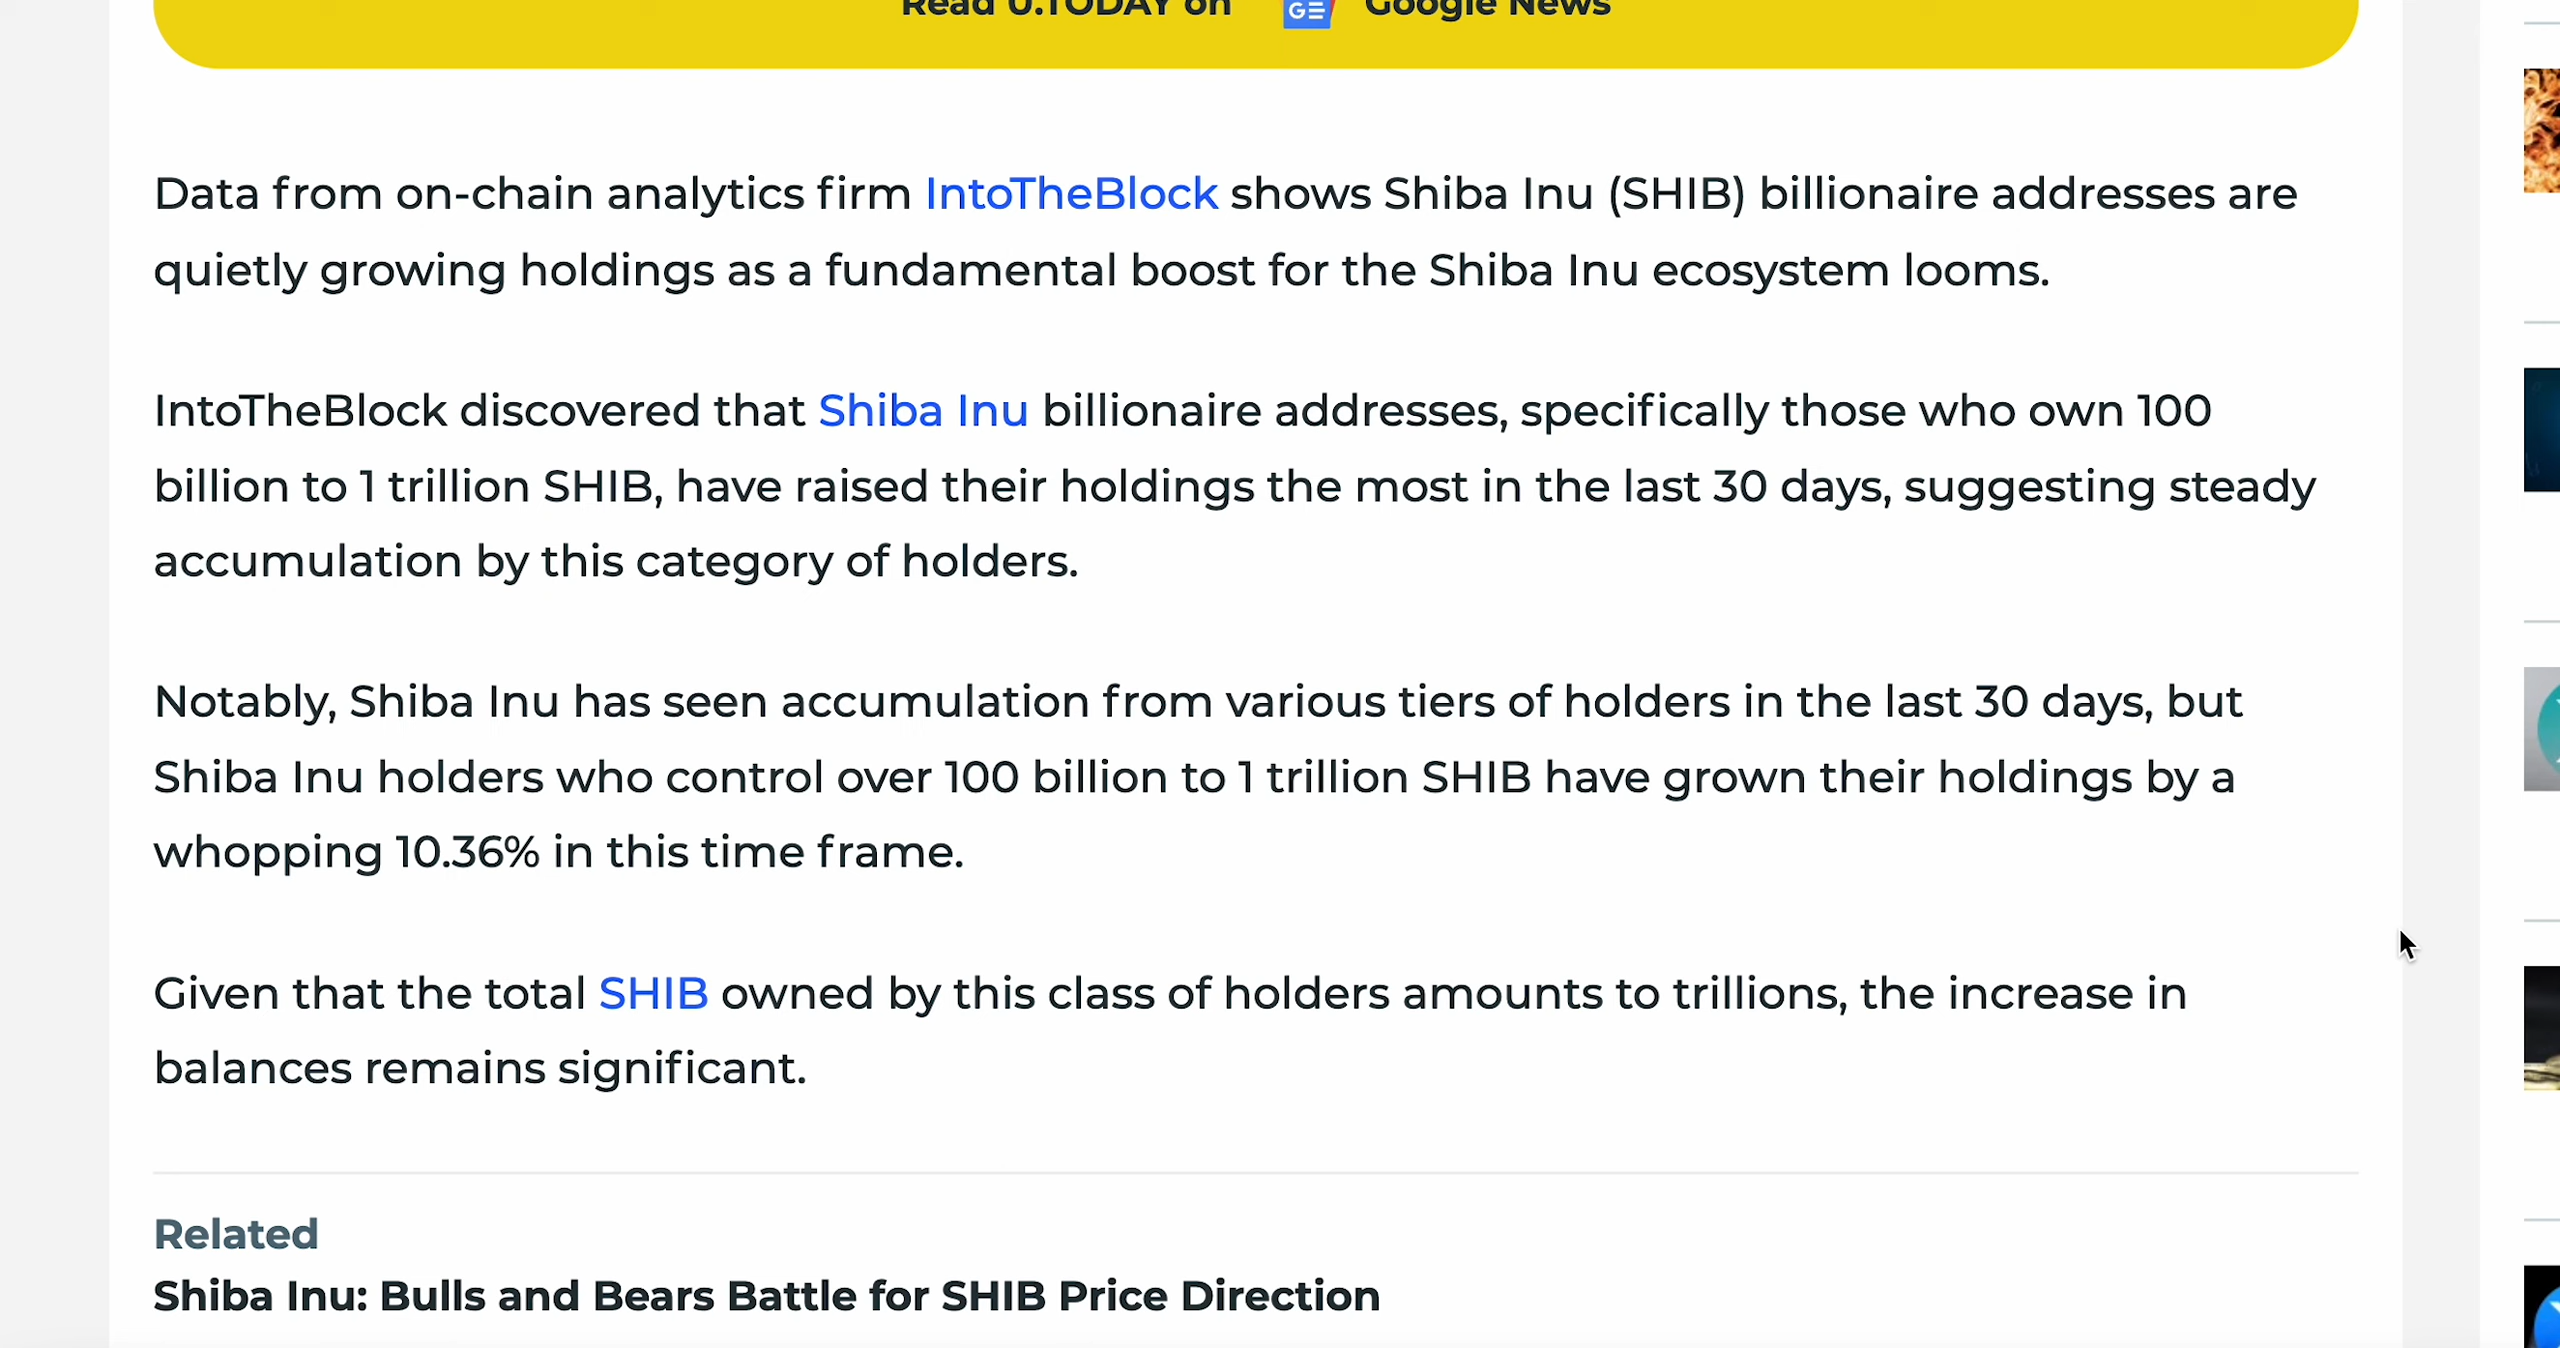 Read U.TODAY on GE Google News
Data from on-chain analytics firm IntoTheBlock shows Shiba Inu (SHIB) billionaire addresses are
quietly growing holdings as a fundamental boost for the Shiba Inu ecosystem looms.
IntoTheBlock discovered that Shiba Inu billionaire addresses, specifically those who own 100
billion to 1 trillion SHIB, have raised their holdings the most in the last 30 days, suggesting steady
accumulation by this category of holders.
Notably, Shiba Inu has seen accumulation from various tiers of holders in the last 30 days, but
Shiba Inu holders who control over 100 billion to 1 trillion SHIB have grown their holdings by a
whopping 10.36% in this time frame.
Given that the total SHIB owned by this class of holders amounts to trillions, the increase in
balances remains significant.
Related
Shiba Inu: Bulls and Bears Battle for SHIB Price Direction